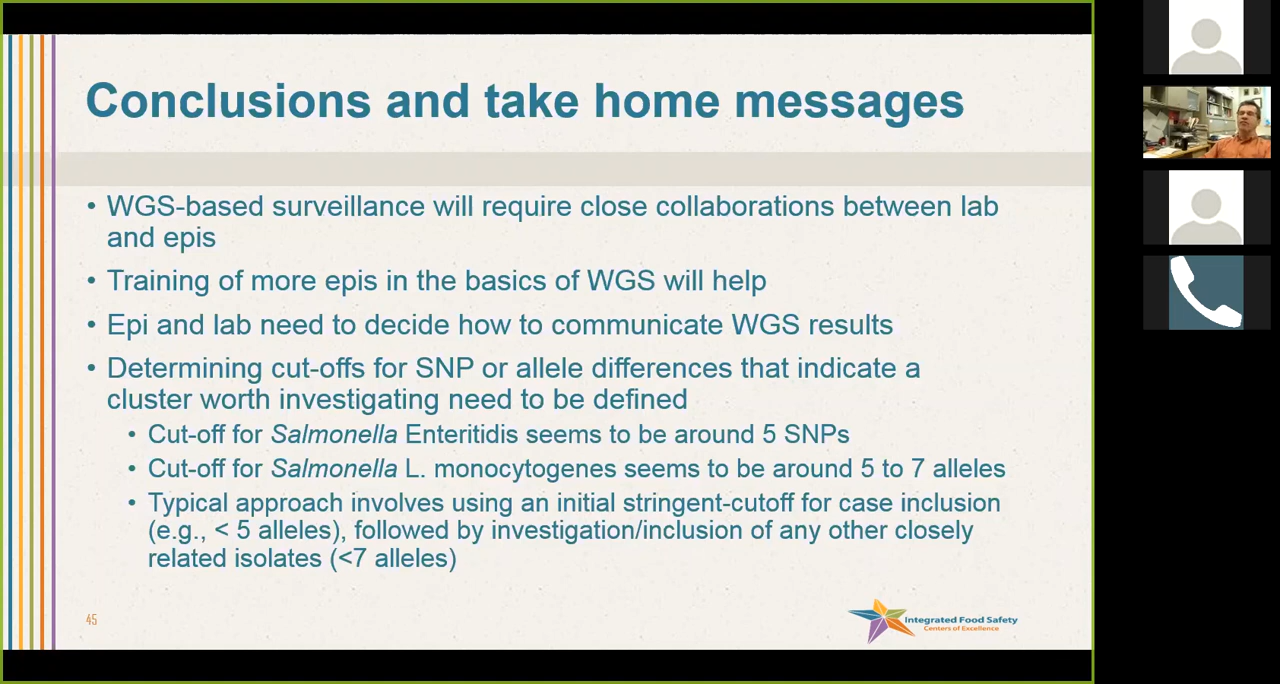 Conclusions and take home messages
• WGS-based surveillance will require close collaborations between lab
and epis
• Training of more epis in the basics of WGS will help
• Epi and lab need to decide how to communicate WGS results
• Determining cut-offs for SNP or allele differences that indicate a
cluster worth investigating need to be defined
• Cut-off for Salmonella Enteritidis seems to be around 5 SNPs
• Cut-off for Salmonella L. monocytogenes seems to be around 5 to 7 alleles
• Typical approach involves using an initial stringent-cutoff for case inclusion
(e.g., < 5 alleles), followed by investigation/inclusion of any other closely
related isolates (<7 alleles)
45
Integrated Food Safety
Centers of Excellence